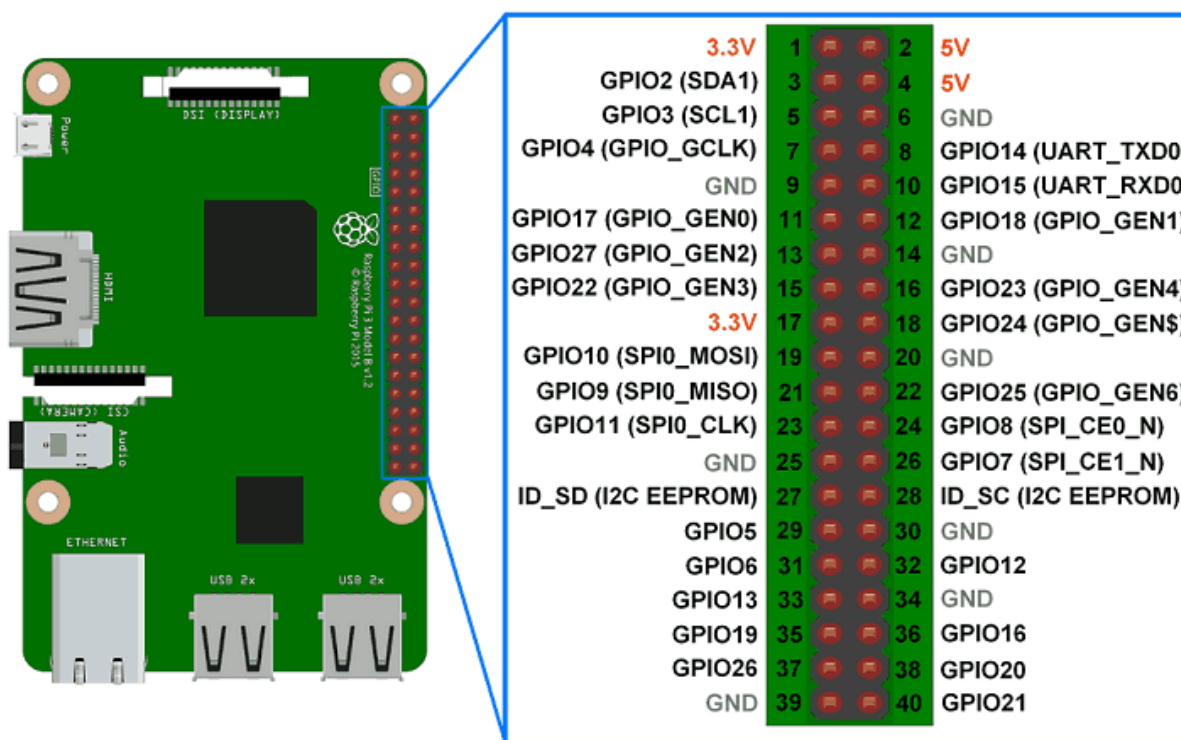 DSI (DISPLAY)
Power
GPIO
HDMI
Raspberry Pi 3 Model B v1.2
© Raspberry Pi 2015
CSI (CAMERA)
Audio
ETHERNET
USB 2x
USB 2x
3.3V 1 2 5V
GPIO2 (SDA1) 3 4 5V
GPIO3 (SCL1) 5 6 GND
GPIO4 (GPIO_GCLK) 7 8 GPIO14 (UART_TXD0
GND 9 10 GPIO15 (UART_RXD0
GPIO17 (GPIO_GEN0) 11 12 GPIO18 (GPIO_GEN1)
GPIO27 (GPIO_GEN2) 13 14 GND
GPIO22 (GPIO_GEN3) 15 16 GPIO23 (GPIO_GEN4)
3.3V 17 18 GPIO24 (GPIO_GEN$)
GPIO10 (SPI0_MOSI) 19 20 GND
GPIO9 (SPI0_MISO) 21 22 GPIO25 (GPIO_GEN6)
GPIO11 (SPI0_CLK) 23 24 GPIO8 (SPI_CE0_N)
GND 25 26 GPIO7 (SPI_CE1_N)
ID_SD (I2C EEPROM) 27 28 ID_SC (I2C EEPROM)
GPIO5 29 30 GND
GPIO6 31 32 GPIO12
GPIO13 33 34 GND
GPIO19 35 36 GPIO16
GPIO26 37 38 GPIO20
GND 39 40 GPIO21